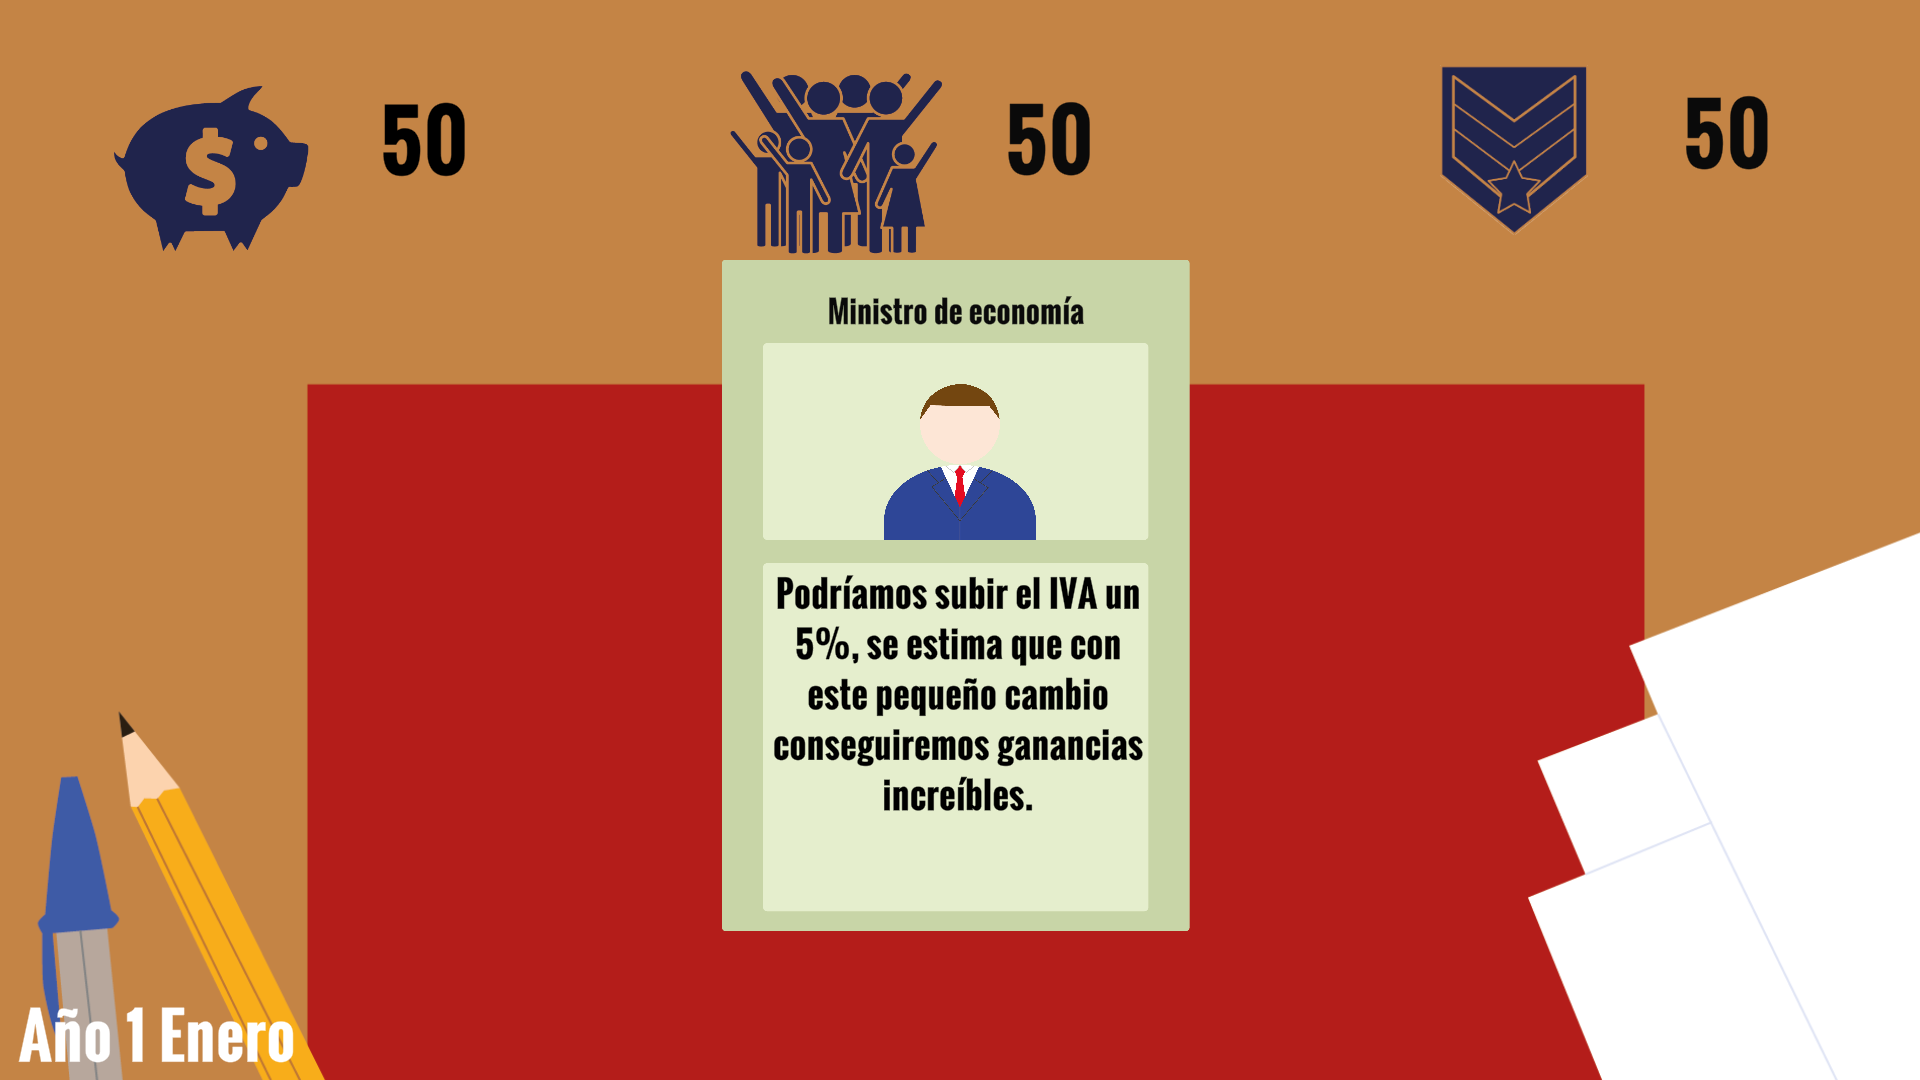 50
50
50
Ministro de economía
Podríamos subir el IVA un
5%, se estima que con
este pequeño cambio
conseguiremos ganancias
increíbles.
Año 1 Enero